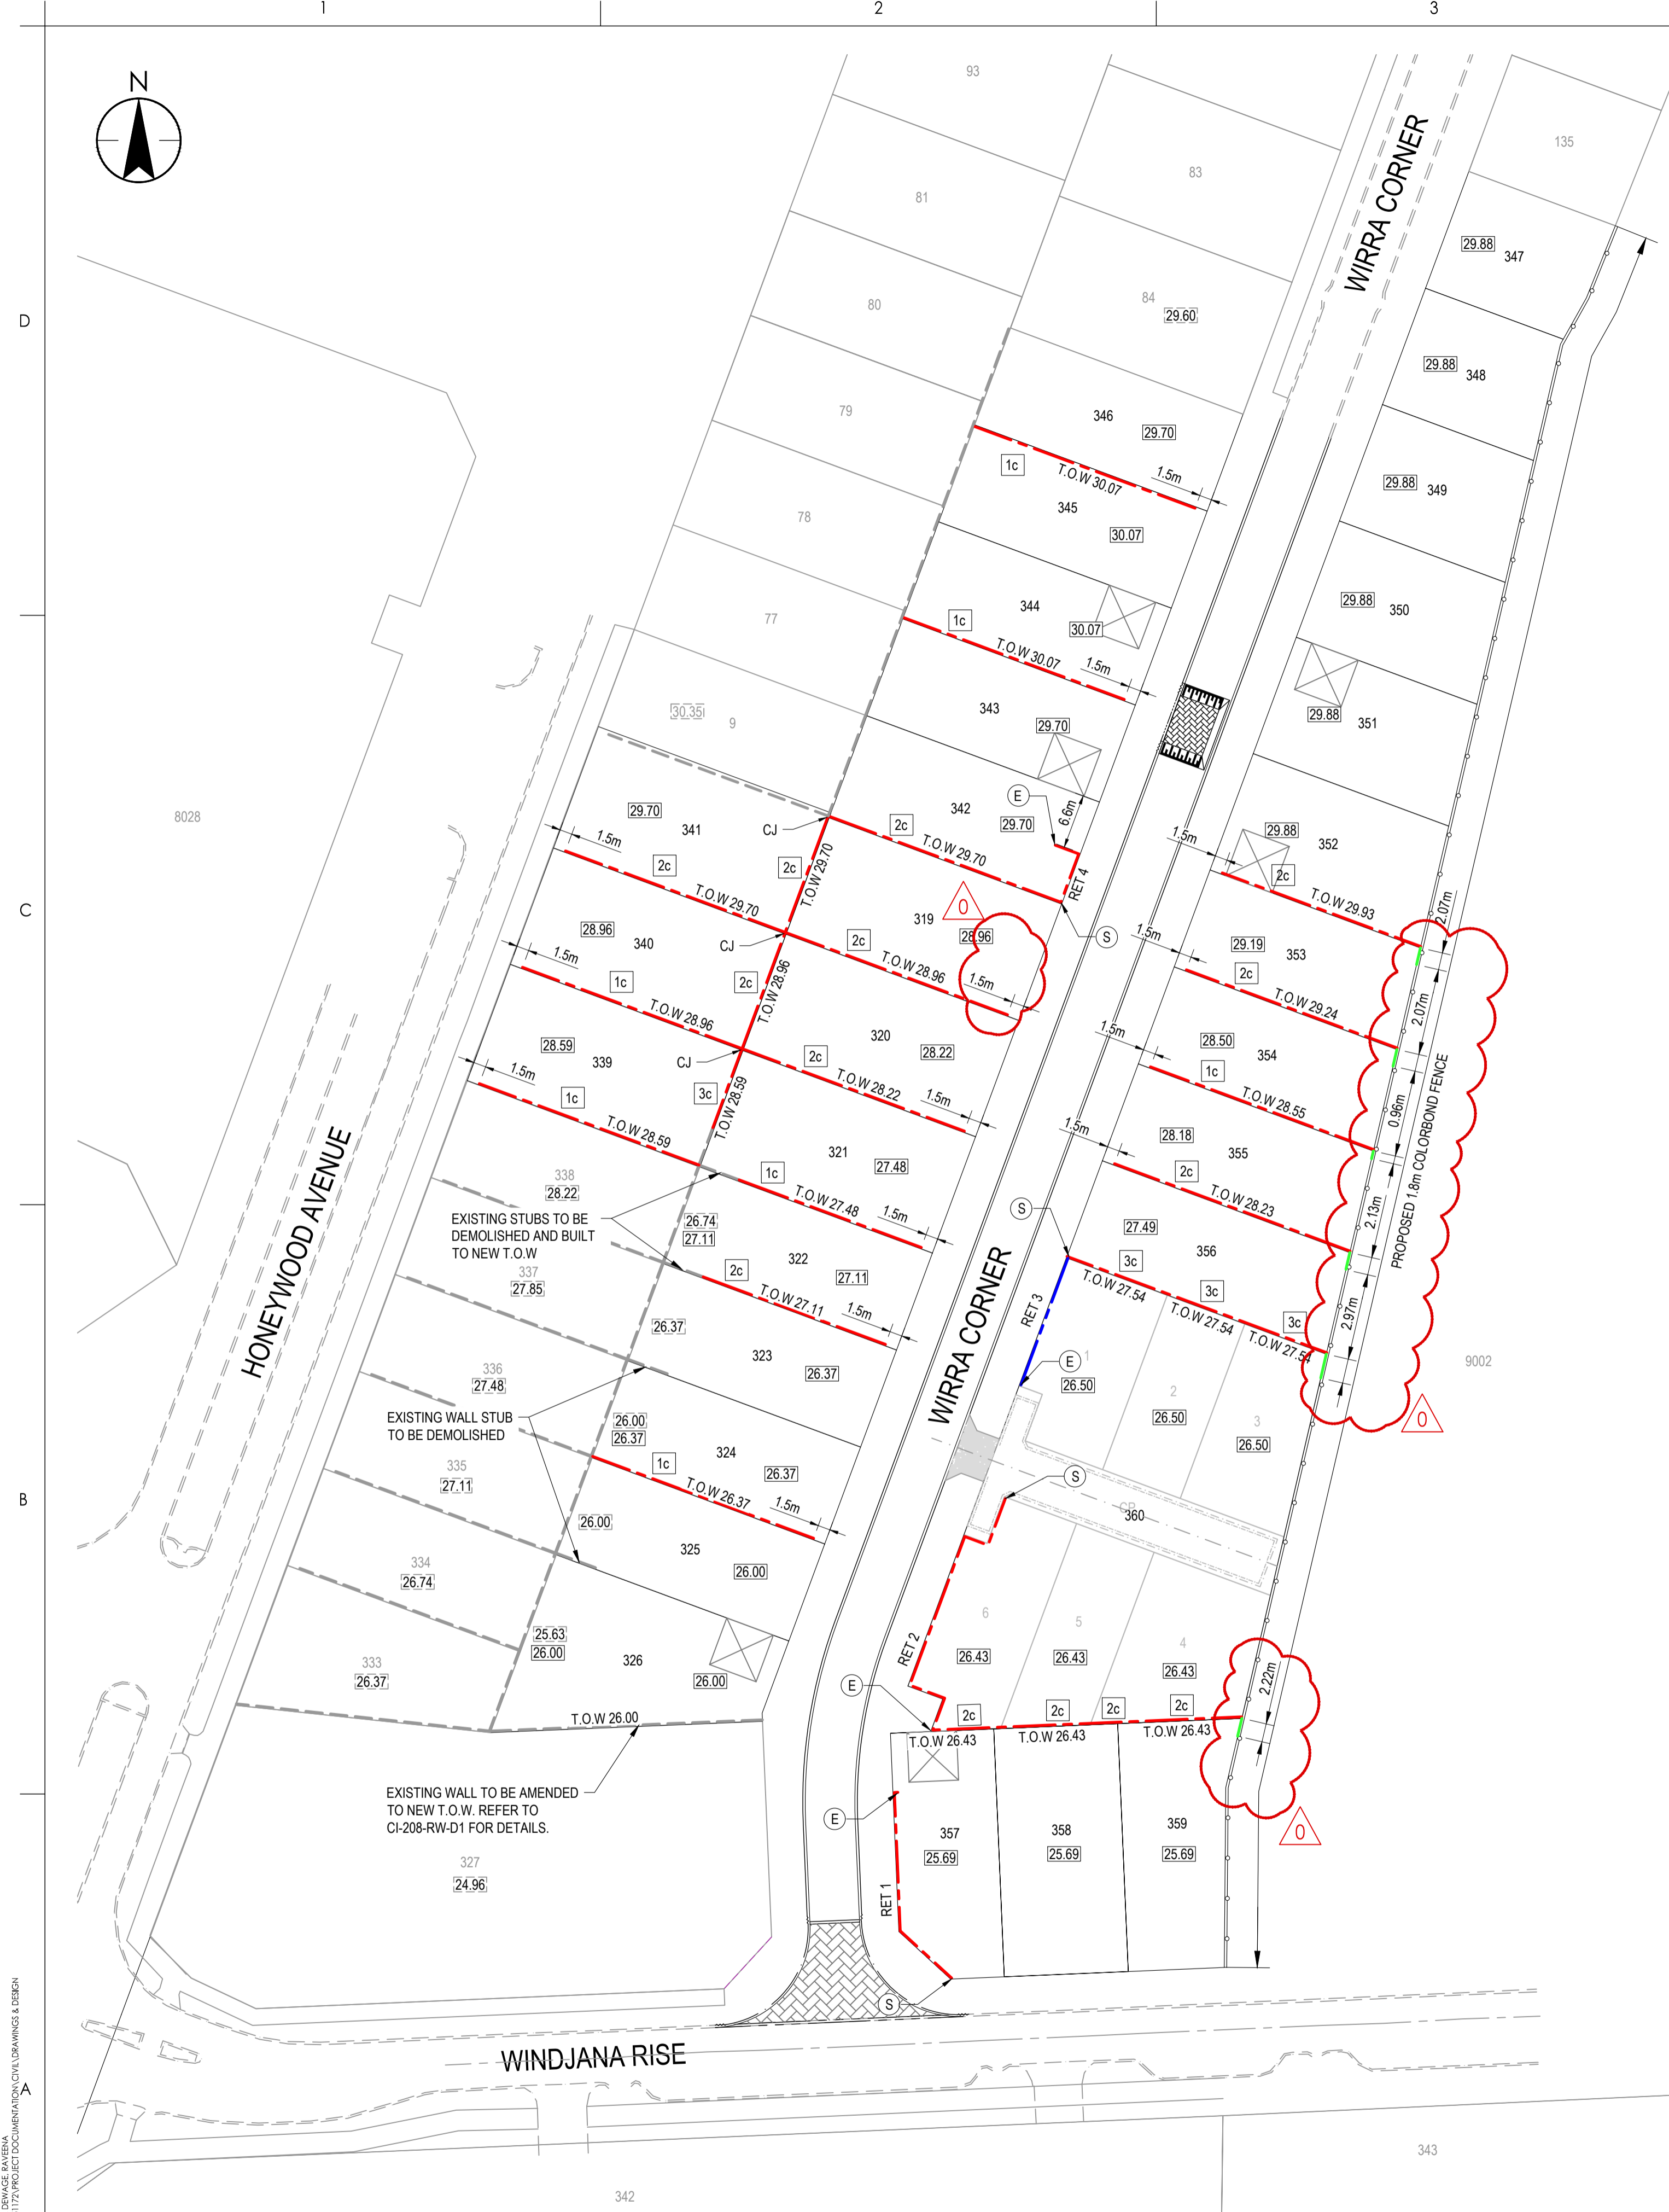 1
2
3
N
93
WIRRA CORNER
135
83
81
29.88
347
84
29.60
80
D
29.88
348
79
346
29.70
1c
T.O.W 30.07
1.5m
29.88
349
345
78
30.07
344
1c
30.07
29.88
350
77
T.O.W 30.07
1.5m
343
29.70
30.35
9
29.88
351
E
6.6m
342
29.70
8028
29.70
341
CJ
2c
T.O.W 29.70
1.5m
2c
T.O.W 29.70
2c
T.O.W 29.70
RET 4
1.5m
29.88
352
2c
T.O.W 29.93
2.07m
C
0
319
28.96
S
28.96
340
CJ
2c
T.O.W 28.96
1.5m
1.5m
2c
T.O.W 28.96
1c
T.O.W 28.96
1.5m
29.19
353
2c
T.O.W 29.24
2.07m
320
28.22
28.59
339
CJ
2c
T.O.W 28.22
1.5m
1.5m
1c
T.O.W 28.59
3c
T.O.W 28.59
1.5m
28.50
354
1c
T.O.W 28.55
0.96m
PROPOSED 1.8m COLORBOND FENCE
HONEYWOOD AVENUE
321
27.48
1c
T.O.W 27.48
1.5m
1.5m
28.18
355
2c
T.O.W 28.23
2.13m
338
28.22
EXISTING STUBS TO BE
DEMOLISHED AND BUILT
TO NEW T.O.W
26.74
27.11
322
27.11
S
27.49
356
337
27.85
2c
T.O.W 27.11
1.5m
3c
T.O.W 27.54
3c
T.O.W 27.54
3c
T.O.W 27.54
2.97m
RET 3
WIRRA CORNER
26.37
323
26.37
E
1
26.50
2
26.50
3
26.50
9002
0
336
27.48
EXISTING WALL STUB
TO BE DEMOLISHED
26.00
26.37
324
26.37
1c
T.O.W 26.37
1.5m
335
27.11
S
B
CP
360
26.00
325
26.00
334
26.74
25.63
26.00
326
26.00
6
26.43
5
26.43
4
26.43
RET 2
2.22m
333
26.37
E
T.O.W 26.00
2c
2c
2c
2c
T.O.W 26.43
T.O.W 26.43
T.O.W 26.43
EXISTING WALL TO BE AMENDED
TO NEW T.O.W. REFER TO
CI-208-RW-D1 FOR DETAILS.
E
0
357
25.69
358
25.69
359
25.69
327
24.96
RET 1
S
WINDJANA RISE
A
343
342
DEWAGE, RAVEENA
1172\PROJECT DOCUMENTATION\CIVIL\DRAWINGS & DESIGN